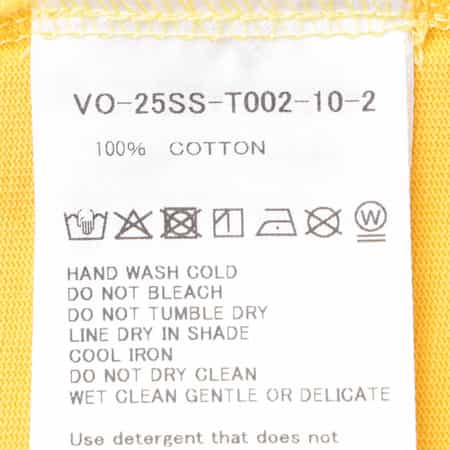 VO-25SS-T002-10-2
100% COTTON
W
HAND WASH COLD
DO NOT BLEACH
DO NOT TUMBLE DRY
LINE DRY IN SHADE
COOL IRON
DO NOT DRY CLEAN
WET CLEAN GENTLE OR DELICATE
Use detergent that does not